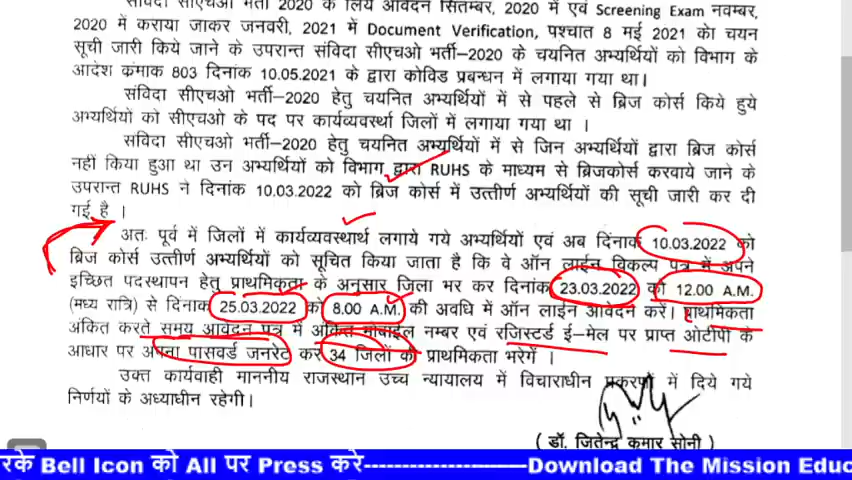 संविदा सीएचओ भर्ती 2020 के लिये आवेदन सितम्बर, 2020 में एवं Screening Exam नवम्बर,
2020 में कराया जाकर जनवरी, 2021 में Document Verification, पश्चात 8 मई 2021 को चयन
सूची जारी किये जाने के उपरान्त संविदा सीएचओ भर्ती-2020 के चयनित अभ्यर्थियों को विभाग के
आदेश क्रमाक 803 दिनांक 10.05.2021 के द्वारा कोविड प्रबन्धन में लगाया गया था।
संविदा सीएचओ भर्ती-2020 हेतु चयनित अभ्यर्थियों में से पहले से ब्रिज कोर्स किये हुये
अभ्यर्थियों को सीएचओ के पद पर कार्यव्यवस्था जिलों में लगाया गया था ।
संविदा सीएचओ भर्ती-2020 हेतु चयनित अभ्यर्थियों में से जिन अभ्यर्थियों द्वारा ब्रिज कोर्स
नहीं किया हुआ था उन अभ्यर्थियों को विभाग द्वारा RUHS के माध्यम से ब्रिजकोर्स करवाये जाने के
उपरान्त RUHS ने दिनांक 10.03.2022 को ब्रिज कोर्स में उत्तीर्ण अभ्यर्थियों की सूची जारी कर दी
गई है ।
अतः पूर्व में जिलों में कार्यव्यवस्थार्थ लगाये गये अभ्यर्थियों एवं अब दिनांक 10.03.2022 को
ब्रिज कोर्स उत्तीर्ण अभ्यर्थियों को सूचित किया जाता है कि वे ऑन लाईन विकल्प पत्र में अपने
इच्छित पदस्थापन हेतु प्राथमिकता के अनुसार जिला भर कर दिनांक 23.03.2022 को 12.00 A.M.
(मध्य रात्रि) से दिनांक 25.03.2022 को 8.00 A.M. की अवधि में ऑन लाईन आवेदन करें। प्राथमिकता
अंकित करते समय आवेदन पत्र में अंकित मोबाईल नम्बर एवं रजिस्टर्ड ई-मेल पर प्राप्त ओटीपी के
आधार पर अपना पासवर्ड जनरेट कर 34 जिलों की प्राथमिकता भरेगें ।
उक्त कार्यवाही माननीय राजस्थान उच्च न्यायालय में विचाराधीन प्रकरणों में दिये गये
निर्णयों के अध्याधीन रहेगी।
( डॉ. जितेन्द्र कुमार सोनी )
रके Bell Icon को All पर Press करे-----------------------Download The Mission Educ